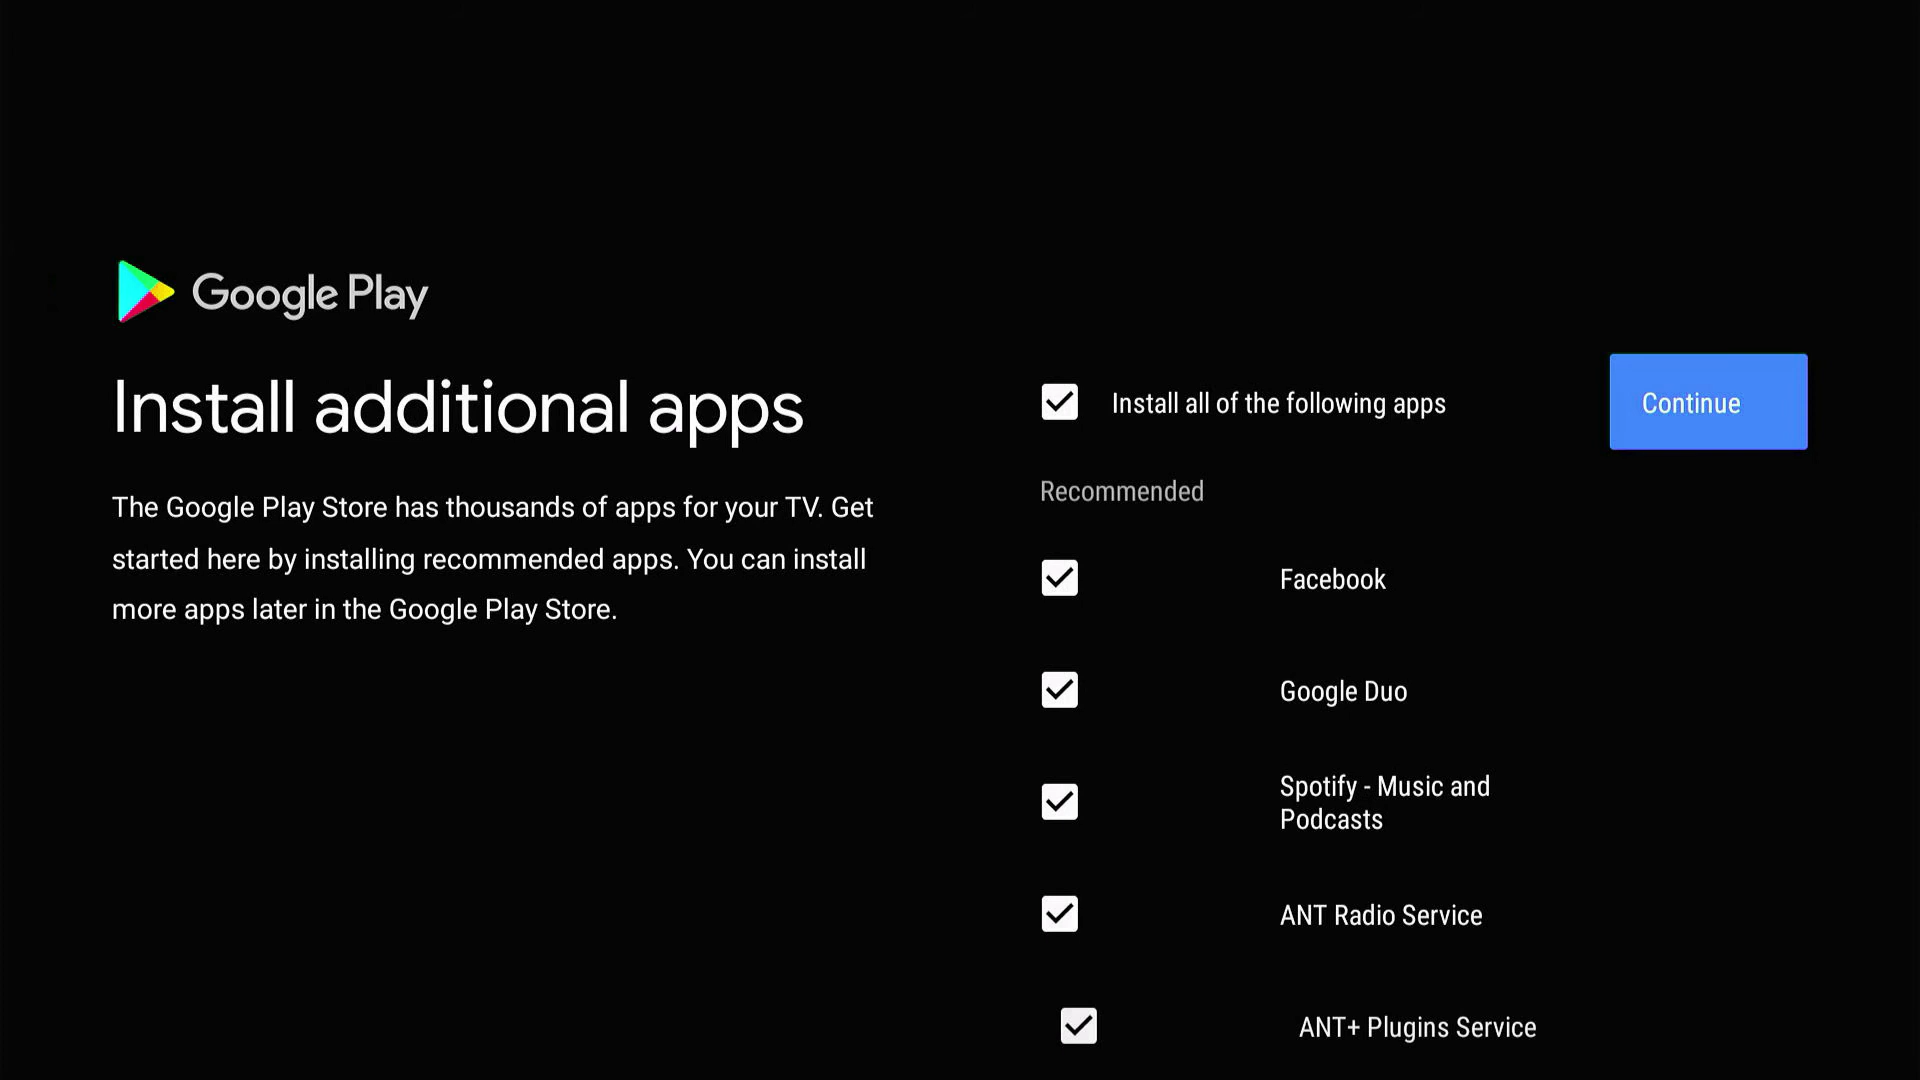 Google Play
Install additional apps
The Google Play Store has thousands of apps for your TV. Get
started here by installing recommended apps. You can install
more apps later in the Google Play Store.
Install all of the following apps
Continue
Recommended
Facebook
Google Duo
Spotify - Music and
Podcasts
ANT Radio Service
ANT+ Plugins Service